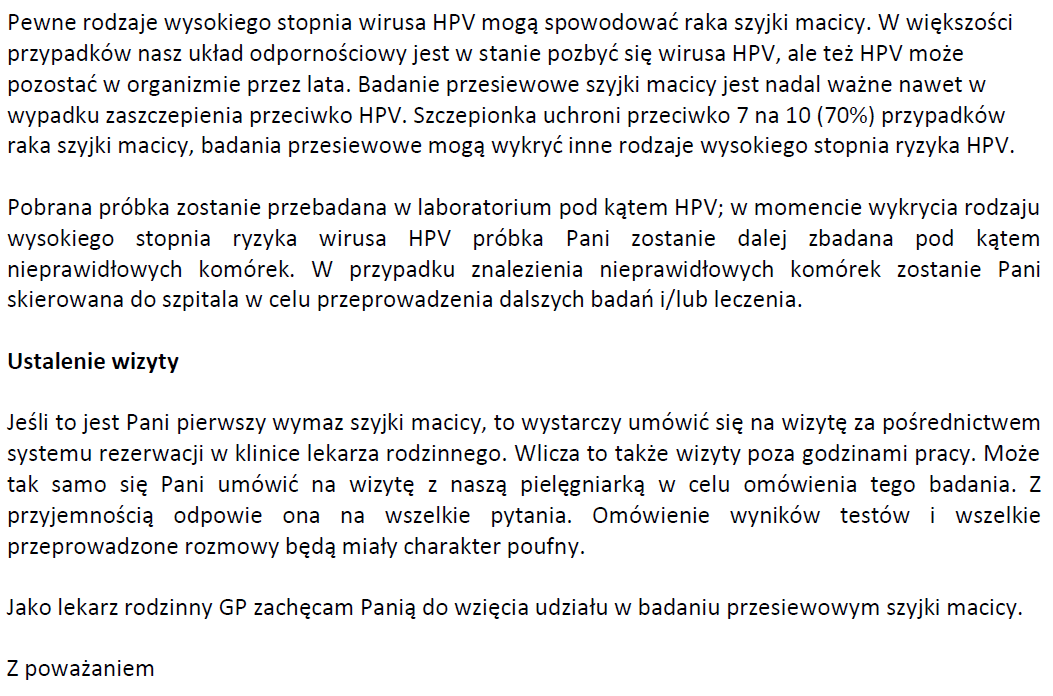 Pewne rodzaje wysokiego stopnia wirusa HPV mogą spowodować raka szyjki macicy. W większości
przypadków nasz układ odpornościowy jest w stanie pozbyć się wirusa HPV, ale też HPV może
pozostać w organizmie przez lata. Badanie przesiewowe szyjki macicy jest nadal ważne nawet w
wypadku zaszczepienia przeciwko HPV. Szczepionka uchroni przeciwko 7 na 10 (70%) przypadków
raka szyjki macicy, badania przesiewowe mogą wykryć inne rodzaje wysokiego stopnia ryzyka HPV.

Pobrana próbka zostanie przebadana w laboratorium pod kątem HPV; w momencie wykrycia rodzaju
wysokiego stopnia ryzyka wirusa HPV próbka Pani zostanie dalej zbadana pod kątem
nieprawidłowych komórek. W przypadku znalezienia nieprawidłowych komórek zostanie Pani
skierowana do szpitala w celu przeprowadzenia dalszych badań i/lub leczenia.

Ustalenie wizyty

Jeśli to jest Pani pierwszy wymaz szyjki macicy, to wystarczy umówić się na wizytę za pośrednictwem
systemu rezerwacji w klinice lekarza rodzinnego. Wlicza to także wizyty poza godzinami pracy. Może
tak samo się Pani umówić na wizytę z naszą pielęgniarką w celu omówienia tego badania. Z
przyjemnością odpowie ona na wszelkie pytania. Omówienie wyników testów i wszelkie
przeprowadzone rozmowy będą miały charakter poufny.

Jako lekarz rodzinny GP zachęcam Panią do wzięcia udziału w badaniu przesiewowym szyjki macicy.

Z poważaniem